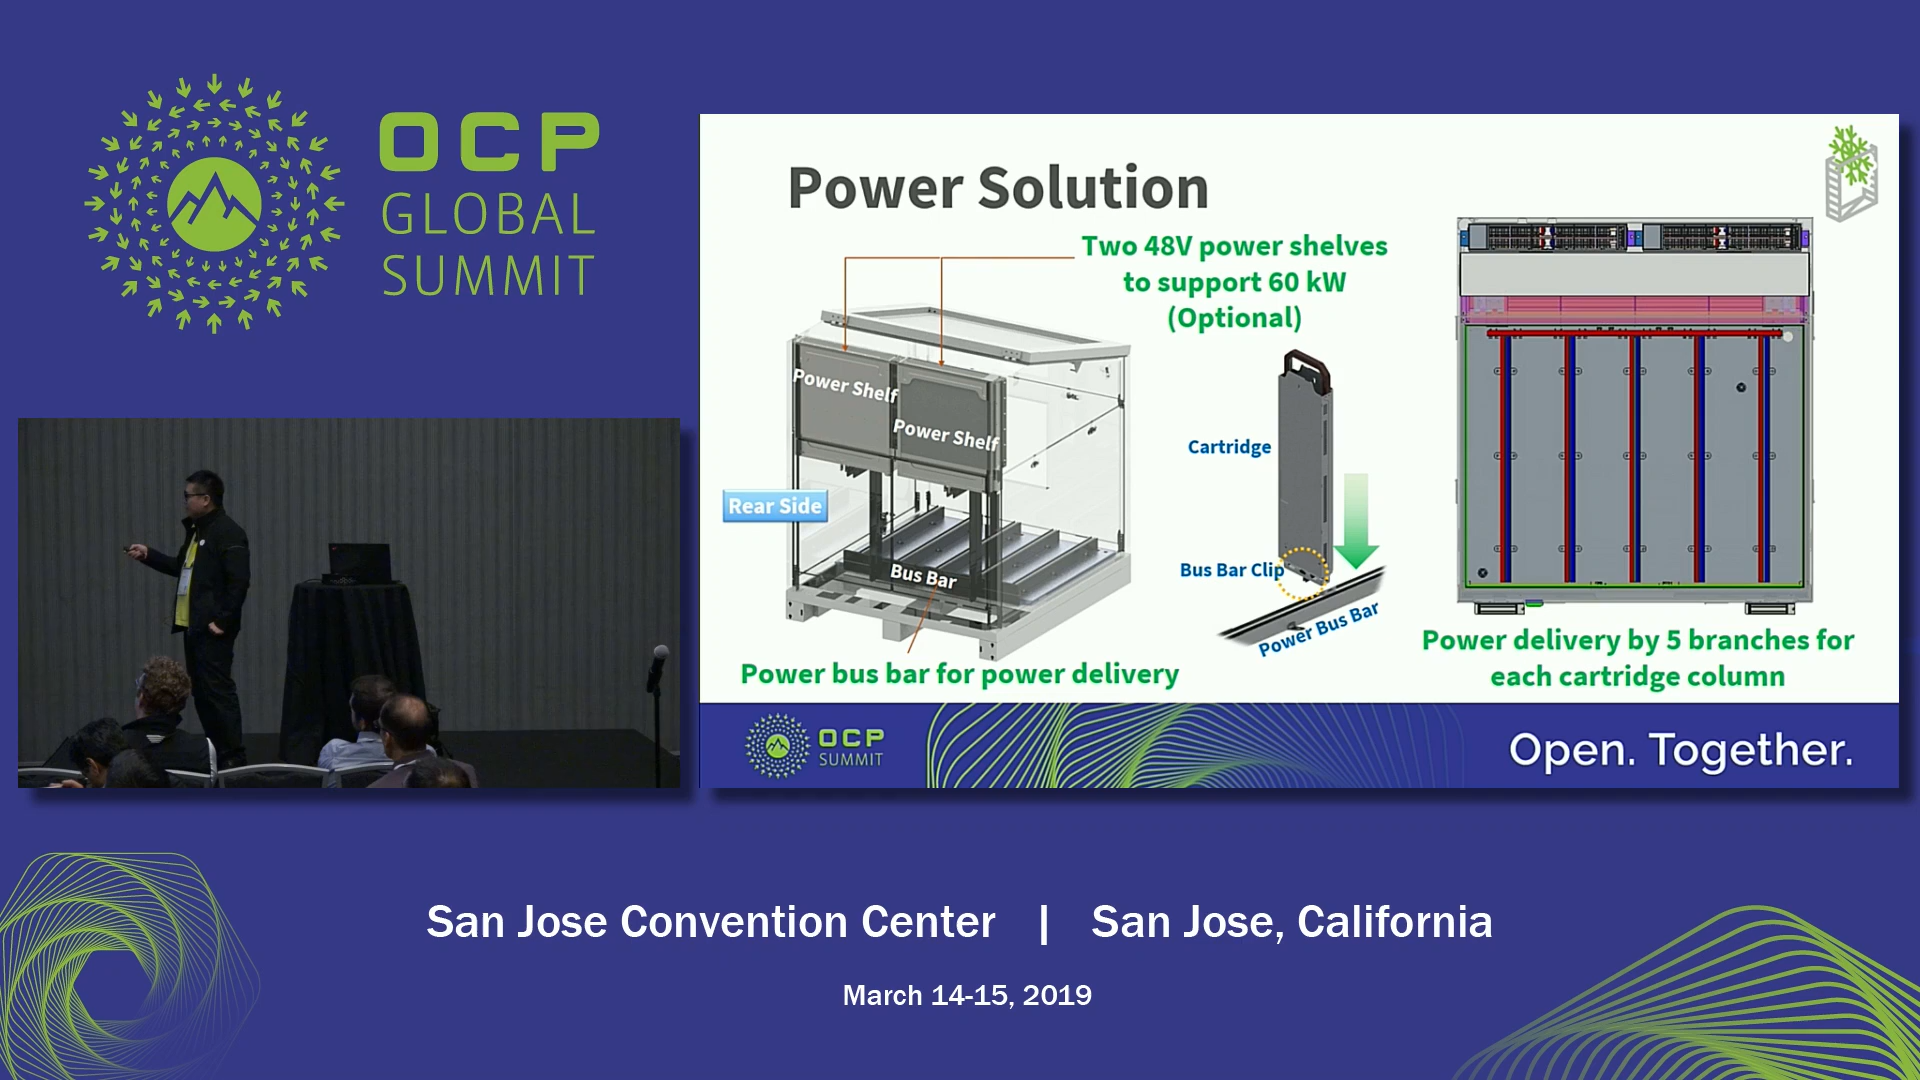 OCP
GLOBAL
SUMMIT
Power Solution
Two 48V power shelves
to support 60 kW
(Optional)
Power Shelf
Power Shelf
Rear Side
Bus Bar
Power bus bar for power delivery
Cartridge
Bus Bar Clip
Power Bus Bar
Power delivery by 5 branches for
each cartridge column
OCP
SUMMIT
Open. Together.
San Jose Convention Center | San Jose, California
March 14-15, 2019